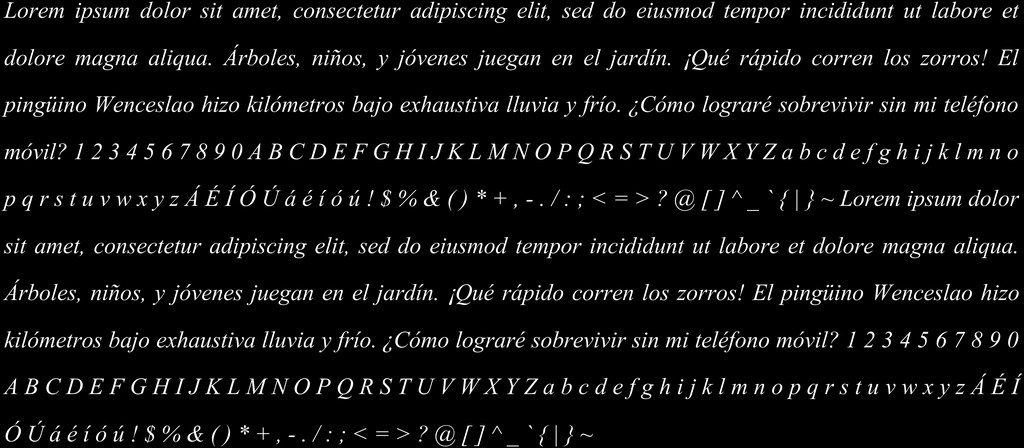 Lorem ipsum dolor sit amet, consectetur adipiscing elit, sed do eiusmod tempor incididunt ut labore et
dolore magna aliqua. Árboles, niños, y jóvenes juegan en el jardín. ¡Qué rápido corren los zorros! El
pingüino Wenceslao hizo kilómetros bajo exhaustiva lluvia y frío. ¿Cómo lograré sobrevivir sin mi teléfono
móvil? 1 2 3 4 5 6 7 8 9 0 A B C D E F G H I J K L M N O P Q R S T U V W X Y Z a b c d e f g h i j k l m n o
p q r s t u v w x y z Á É Í Ó Ú á é í ó ú ! $ % & ( ) * + , - . / : ; < = > ? @ [ ] ^ _ ` { | } ~ Lorem ipsum dolor
sit amet, consectetur adipiscing elit, sed do eiusmod tempor incididunt ut labore et dolore magna aliqua.
Árboles, niños, y jóvenes juegan en el jardín. ¡Qué rápido corren los zorros! El pingüino Wenceslao hizo
kilómetros bajo exhaustiva lluvia y frío. ¿Cómo lograré sobrevivir sin mi teléfono móvil? 1 2 3 4 5 6 7 8 9 0
A B C D E F G H I J K L M N O P Q R S T U V W X Y Z a b c d e f g h i j k l m n o p q r s t u v w x y z Á É Í
Ó Ú á é í ó ú ! $ % & ( ) * + , - . / : ; < = > ? @ [ ] ^ _ ` { | } ~